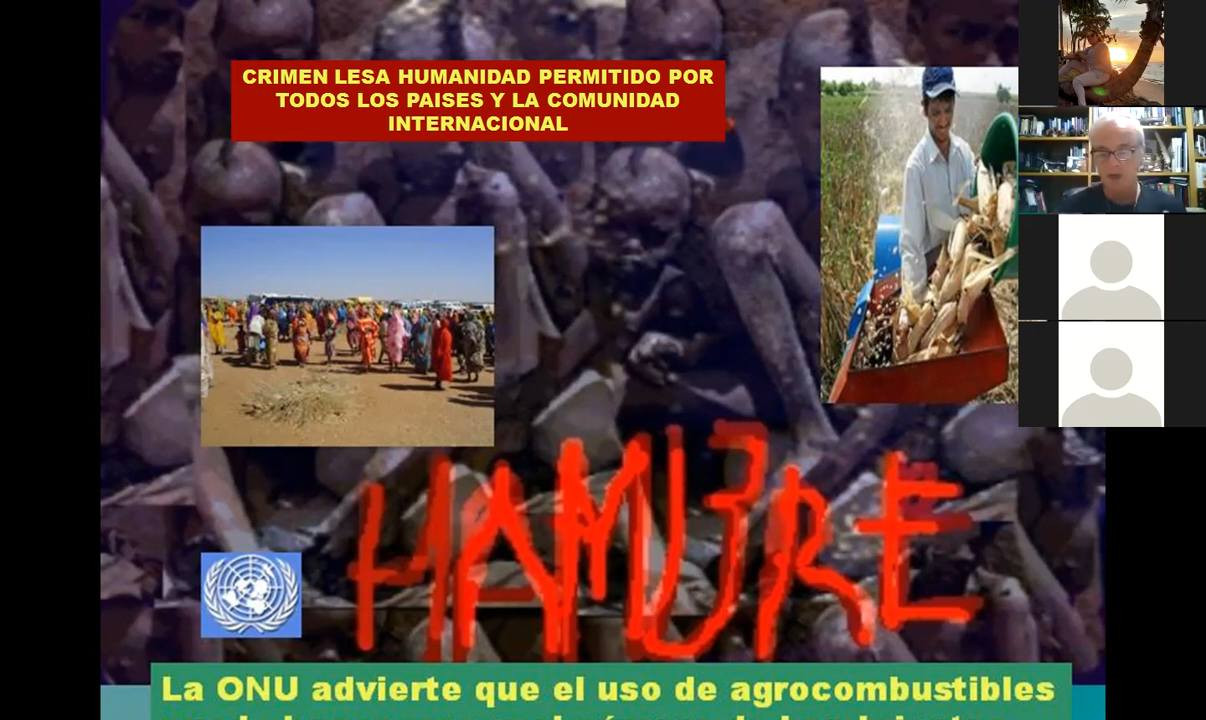 CRIMEN LESA HUMANIDAD PERMITIDO POR
TODOS LOS PAISES Y LA COMUNIDAD
INTERNACIONAL
HAMBRE
La ONU advierte que el uso de agrocombustibles